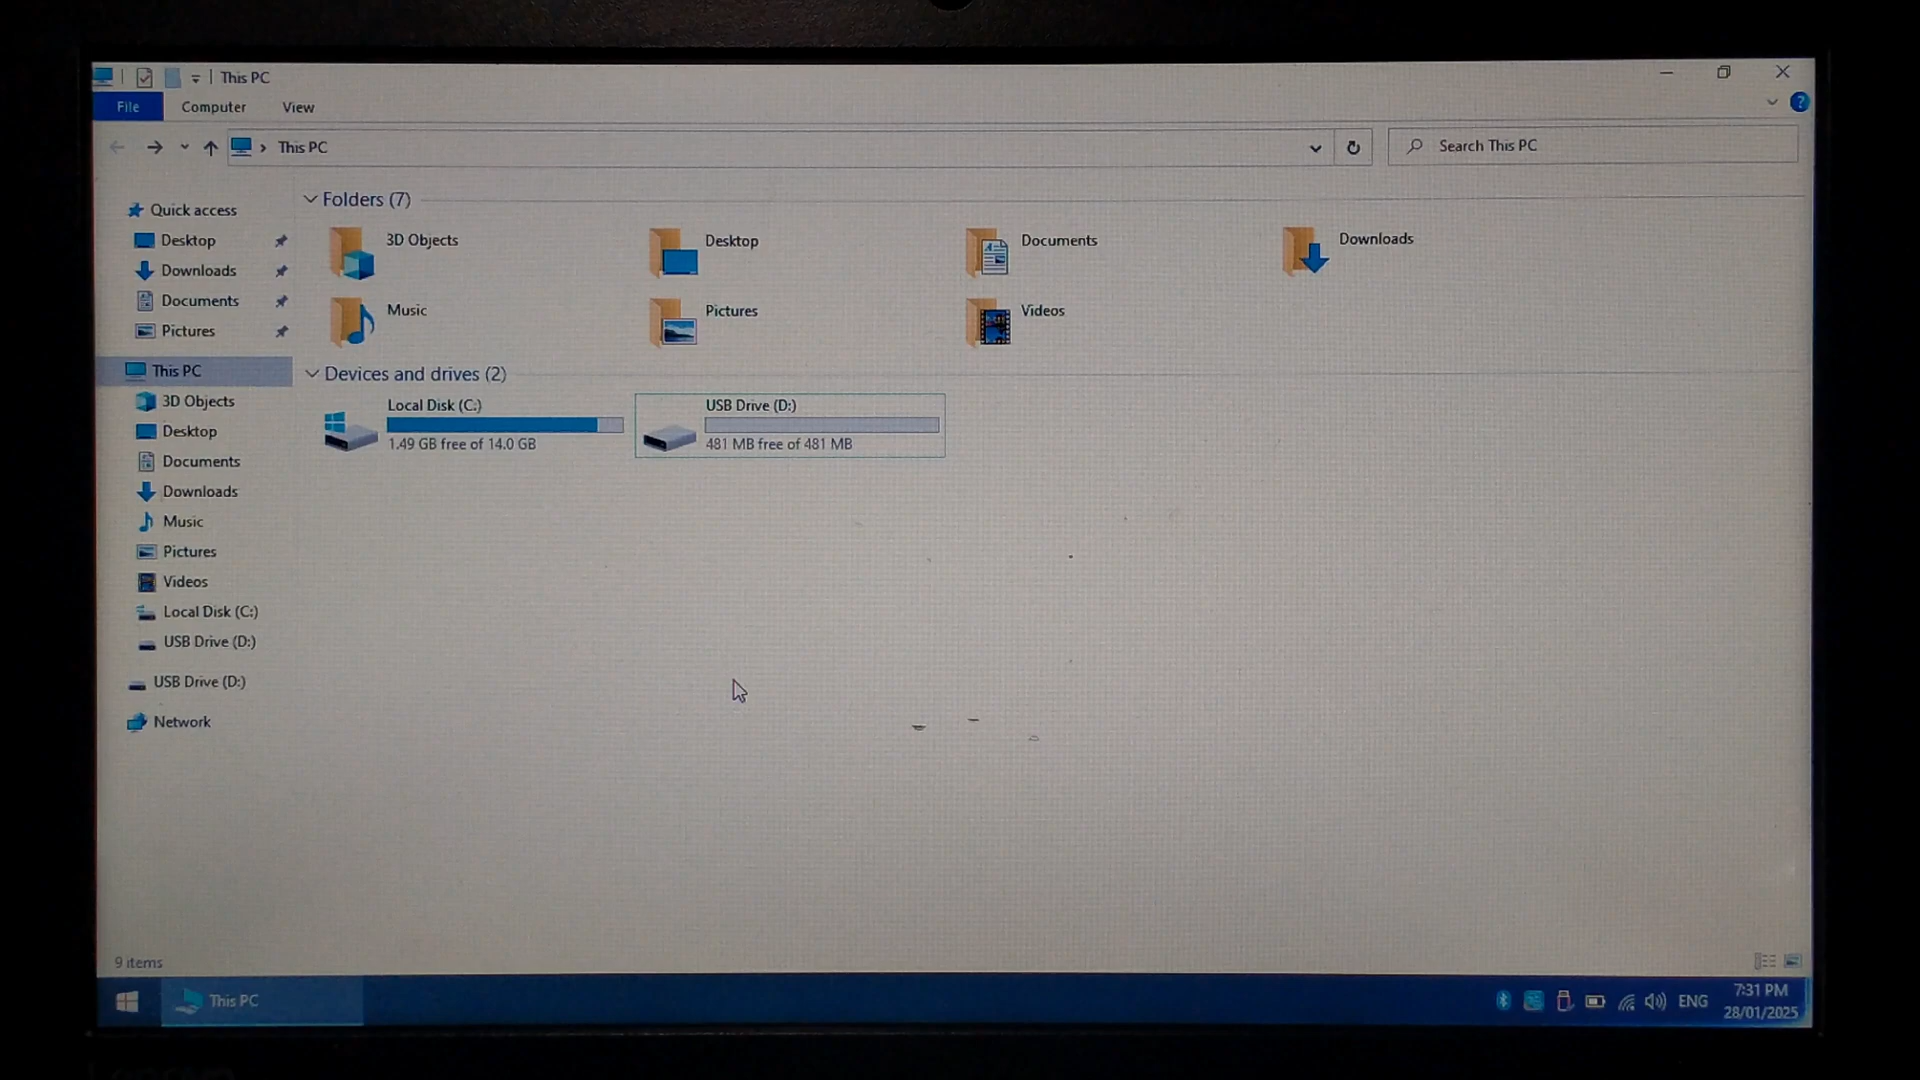 This PC
File Computer View
This PC
Search This PC
Quick access
Desktop
Downloads
Documents
Pictures
This PC
3D Objects
Desktop
Documents
Downloads
Music
Pictures
Videos
Local Disk (C:)
USB Drive (D:)
USB Drive (D:)
Network
Folders (7)
3D Objects
Desktop
Documents
Downloads
Music
Pictures
Videos
Devices and drives (2)
Local Disk (C:)
1.49 GB free of 14.0 GB
USB Drive (D:)
481 MB free of 481 MB
9 items
This PC
ENG
7:31 PM
28/01/2025